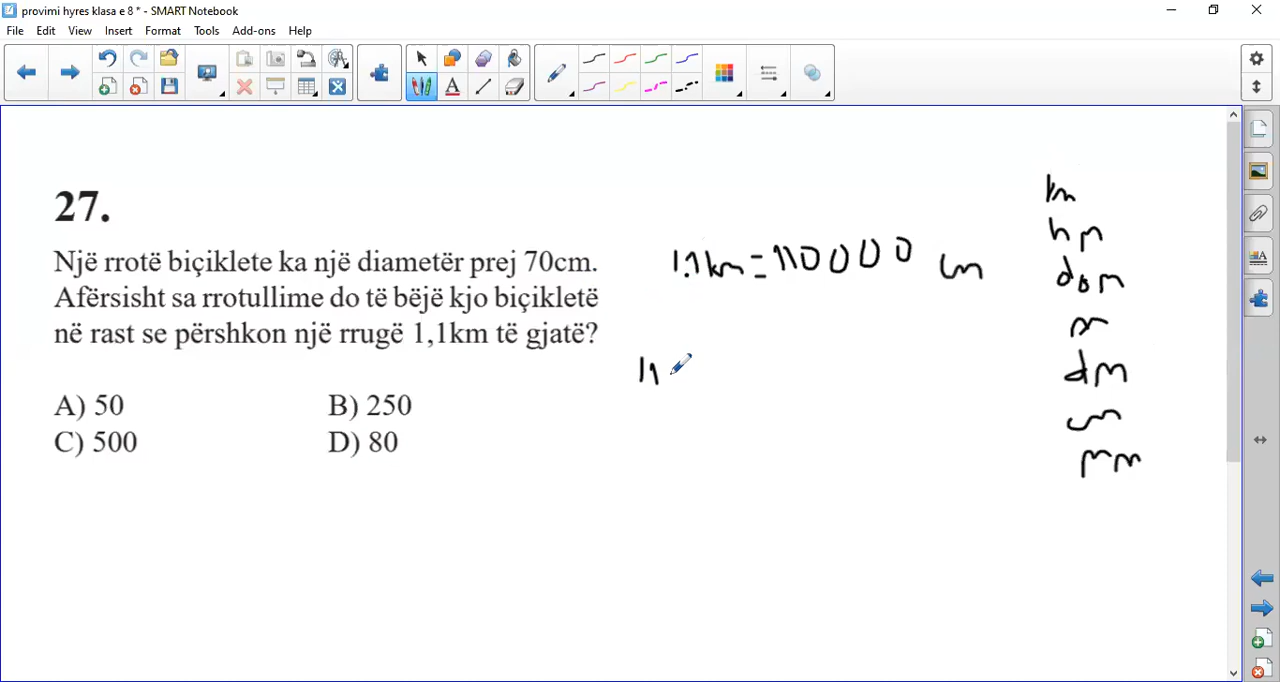 provimi hyres klasa e 8 * - SMART Notebook
File Edit View Insert Format Tools Add-ons Help
27.
Një rrotë biçiklete ka një diametër prej 70cm.
Afërsisht sa rrotullime do të bëjë kjo biçikletë
në rast se përshkon një rrugë 1,1km të gjatë?
A) 50 B) 250
C) 500 D) 80
1.1 km = 110000 cm
11
km
hm
dam
m
dm
cm
mm